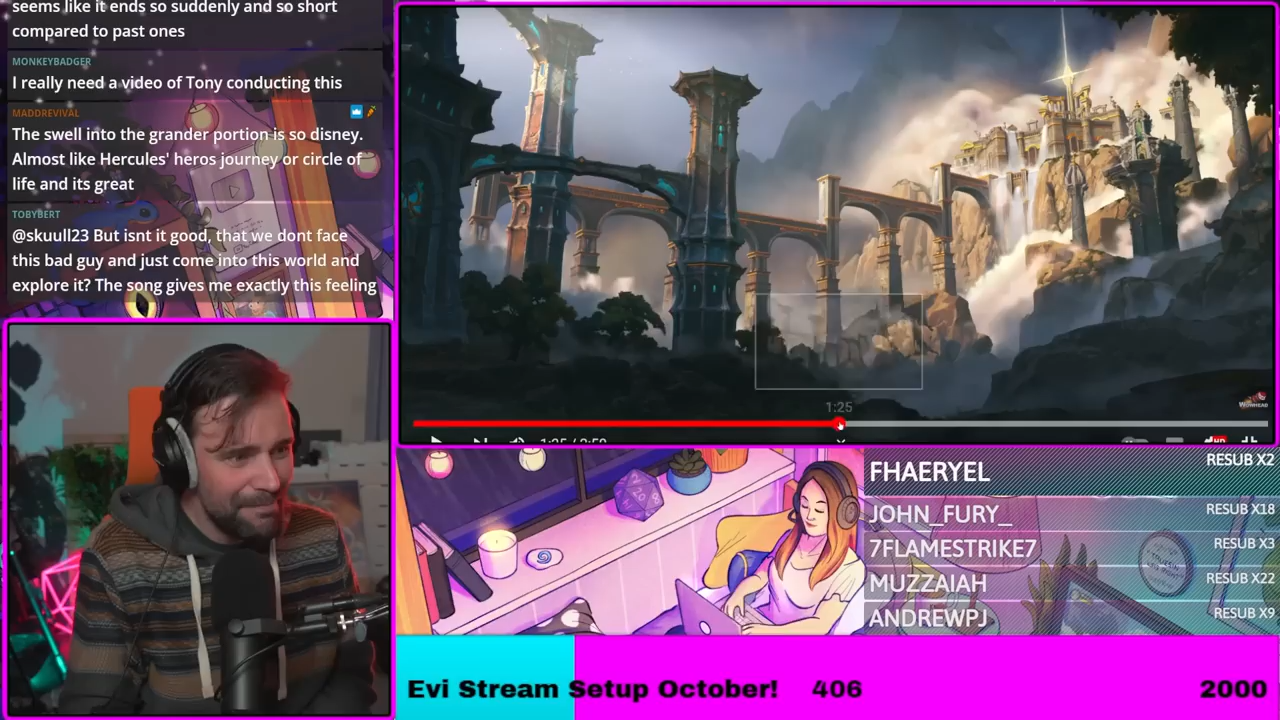 seems like it ends so suddenly and so short
compared to past ones
MONKEYBADGER
I really need a video of Tony conducting this
MADDREVIVAL
The swell into the grander portion is so disney.
Almost like Hercules' heros journey or circle of
life and its great
TOBYBERT
@skuull23 But isnt it good, that we dont face
this bad guy and just come into this world and
explore it? The song gives me exactly this feeling
1:25
WOWHEAD
HD
FHAERYEL
RESUB X2
JOHN_FURY_
RESUB X18
7FLAMESTRIKE7
RESUB X3
MUZZAIAH
RESUB X22
ANDREWPJ
RESUB X9
Evi Stream Setup October! 406 2000